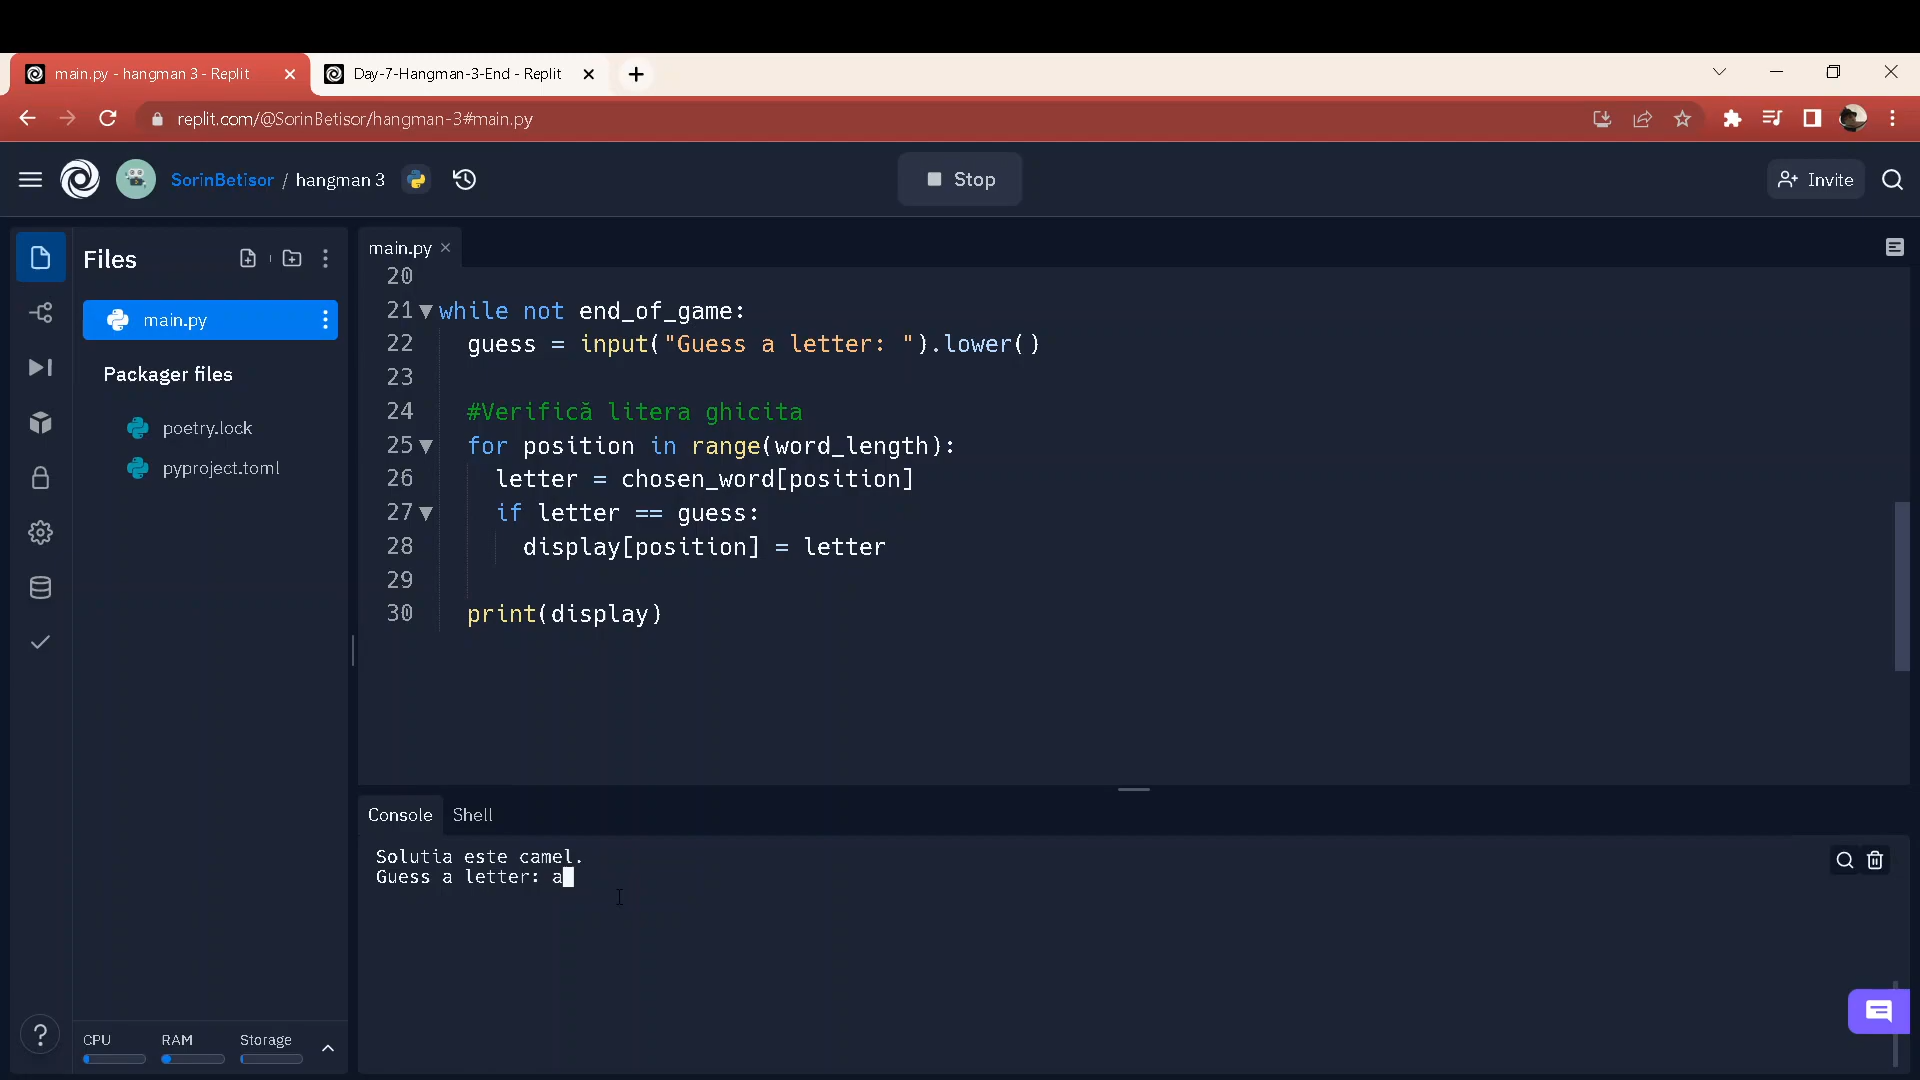 main.py - hangman 3 - Replit
Day-7-Hangman-3-End - Replit
replit.com/@SorinBetisor/hangman-3#main.py
SorinBetisor / hangman 3
Stop
Invite
Files
main.py
Packager files
poetry.lock
pyproject.toml
CPU RAM Storage
main.py
20
21 while not end_of_game:
22 guess = input("Guess a letter: ").lower()
23
24 #Verifică litera ghicita
25 for position in range(word_length):
26 letter = chosen_word[position]
27 if letter == guess:
28 display[position] = letter
29
30 print(display)
Console Shell
Solutia este camel.
Guess a letter: a